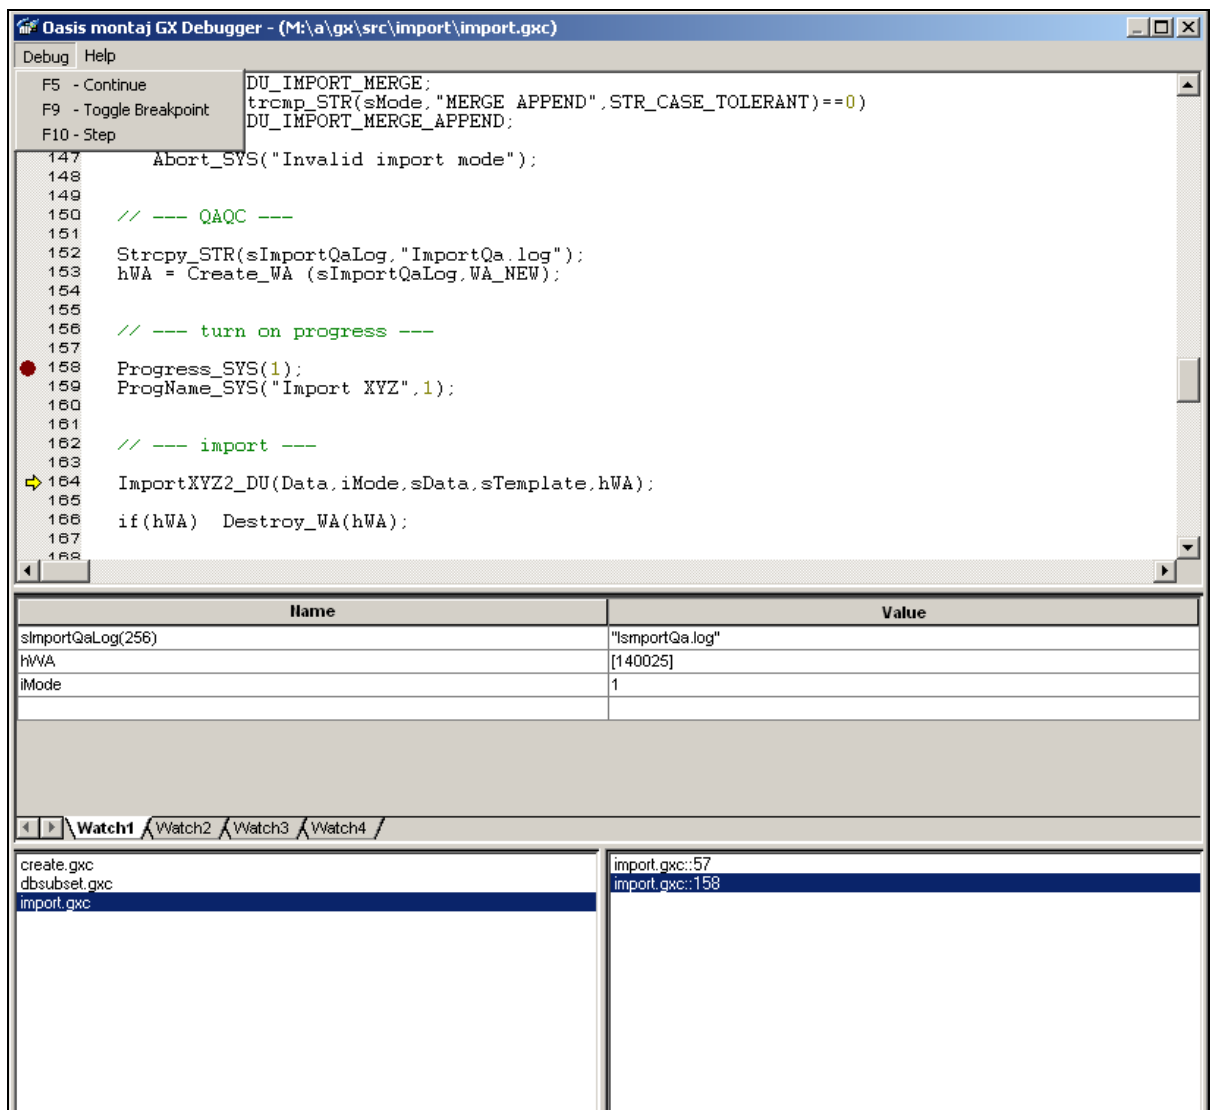 Oasis montaj GX Debugger - (M:\a\gx\src\import\import.gxc)
Debug Help
F5 - Continue
F9 - Toggle Breakpoint
F10 - Step
DU_IMPORT_MERGE;
trcmp_STR(sMode,"MERGE APPEND",STR_CASE_TOLERANT)==0)
DU_IMPORT_MERGE_APPEND;
147 Abort_SYS("Invalid import mode");
148
149
150 // --- QAQC ---
151
152 Strcpy_STR(sImportQaLog,"ImportQa.log");
153 hWA = Create_WA (sImportQaLog,WA_NEW);
154
155
156 // --- turn on progress ---
157
158 Progress_SYS(1);
159 ProgName_SYS("Import XYZ",1);
160
161
162 // --- import ---
163
164 ImportXYZ2_DU(Data,iMode,sData,sTemplate,hWA);
165
166 if(hWA) Destroy_WA(hWA);
167
168
Name Value
sImportQaLog(256) "IsmportQa.log"
hWA [140025]
iMode 1
Watch1 Watch2 Watch3 Watch4
create.gxc
dbsubset.gxc
import.gxc
import.gxc::57
import.gxc::158